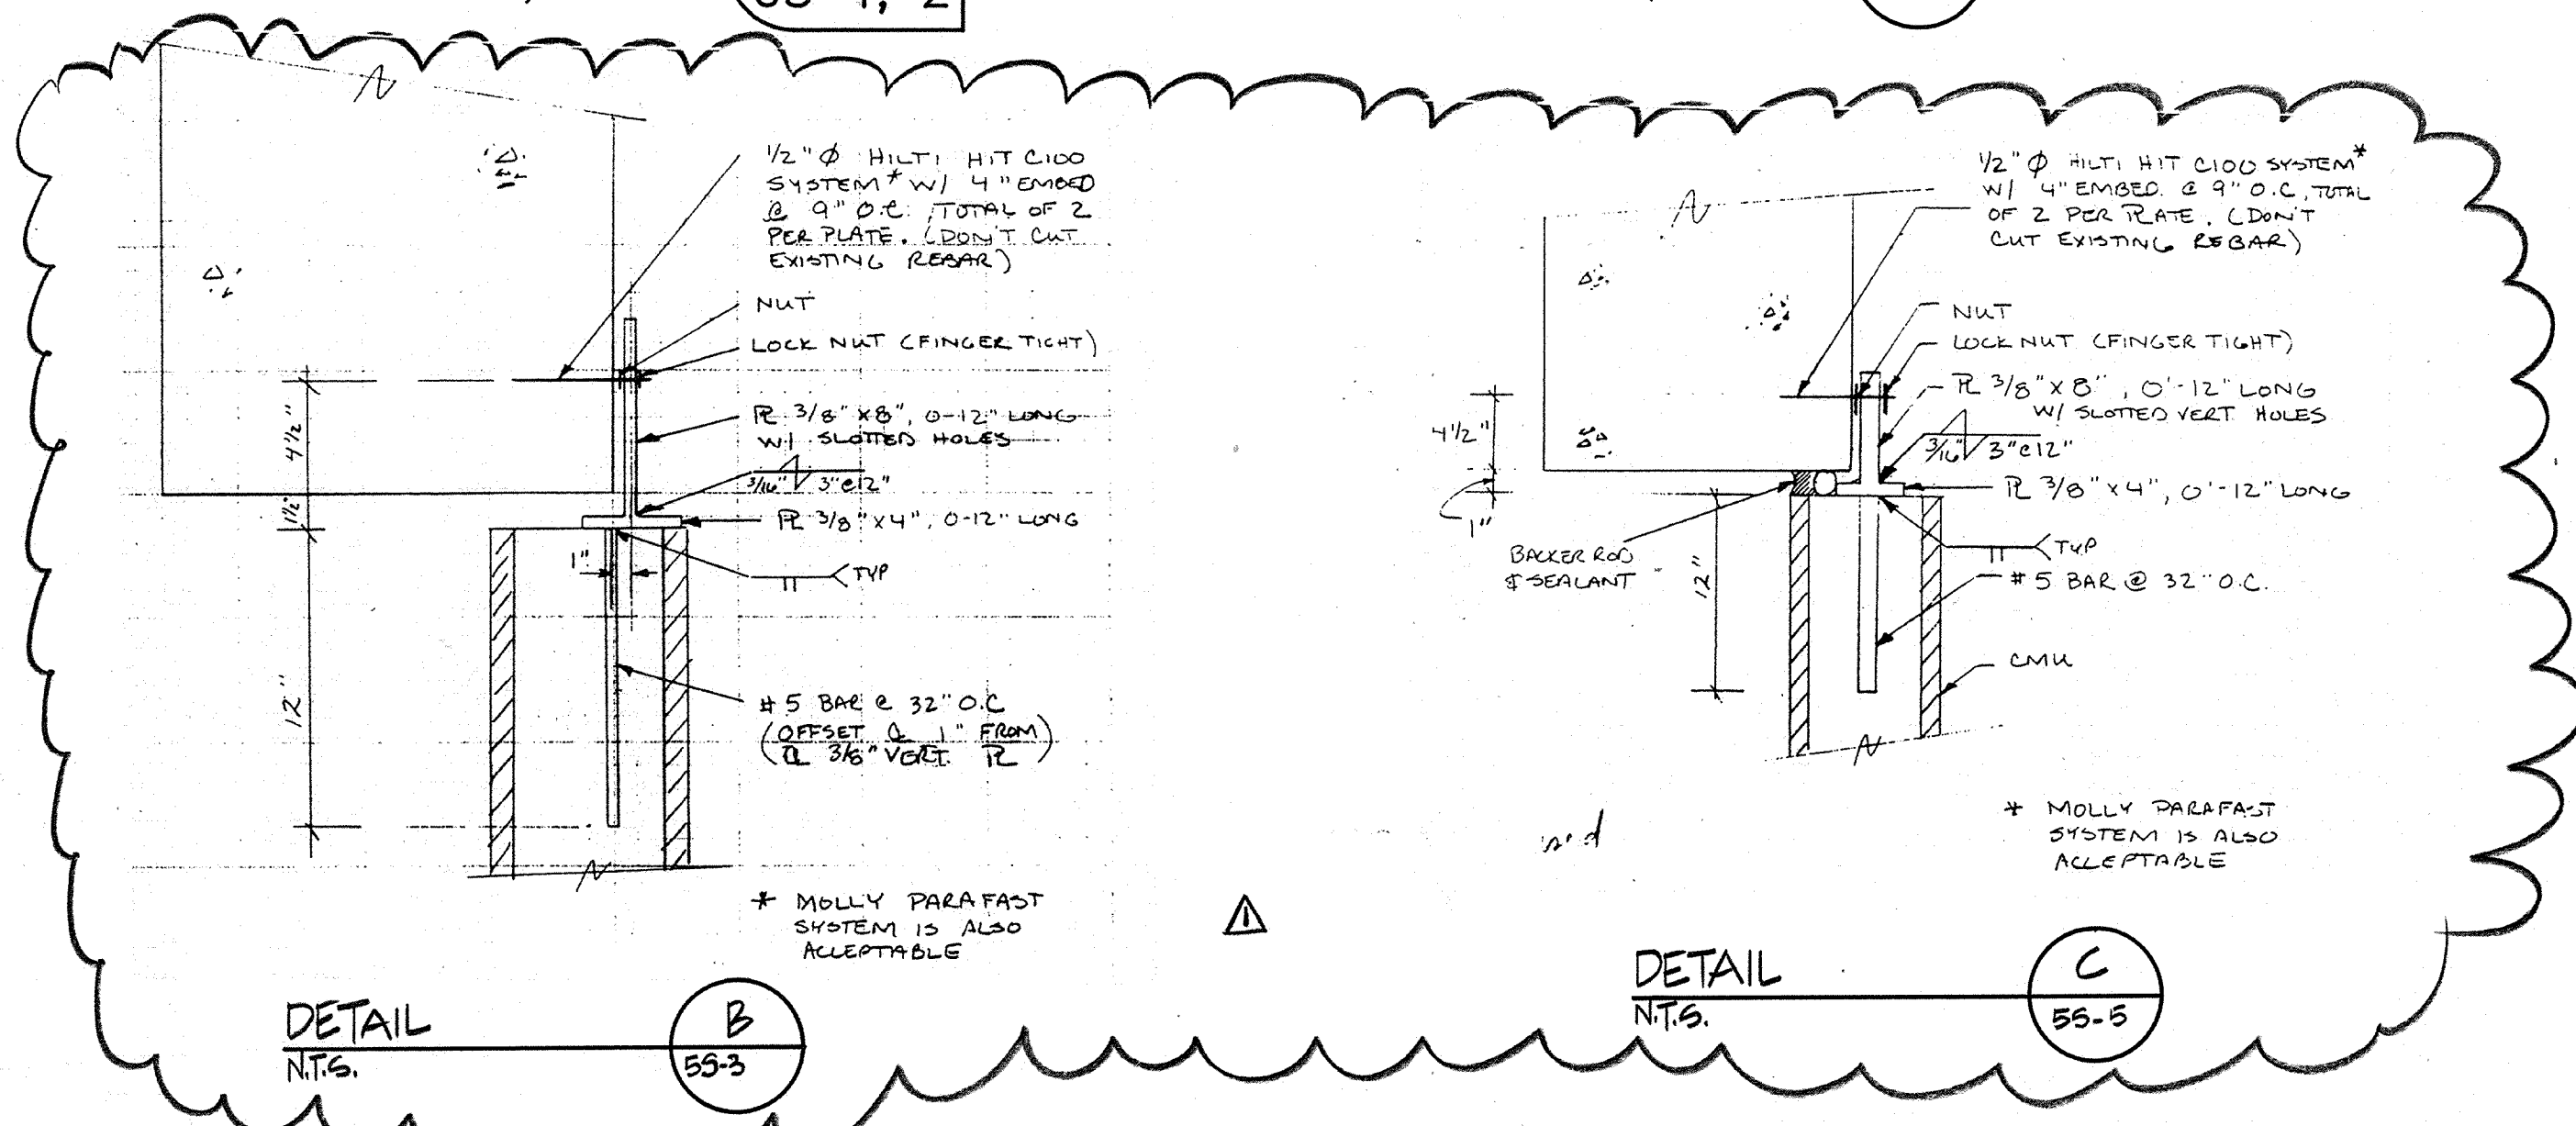 1/2"Ø HILTI HIT C100
SYSTEM* W/ 4" EMBED
@ 9" O.C. , TOTAL OF 2
PER PLATE. (DON'T CUT
EXISTING REBAR)
NUT
LOCK NUT (FINGER TIGHT)
PL 3/8" X 8", 0-12" LONG
W/ SLOTTED HOLES
3/16" 3"@12"
PL 3/8" X 4", 0-12" LONG
TYP
4 1/2"
1 1/2"
1"
12"
# 5 BAR @ 32" O.C
(OFFSET CL 1" FROM
CL 3/8" VERT. PL)
* MOLLY PARAFAST
SYSTEM IS ALSO
ACCEPTABLE
DETAIL
N.T.S.
B
5S-3
1
1/2" Ø HILTI HIT C100 SYSTEM*
W/ 4" EMBED. @ 9" O.C, TOTAL
OF 2 PER PLATE. (DON'T
CUT EXISTING REBAR)
NUT
LOCK NUT (FINGER TIGHT)
PL 3/8" X 8", 0'-12" LONG
W/ SLOTTED VERT HOLES
3/16 3"@12"
PL 3/8" X 4", 0'-12" LONG
TYP
# 5 BAR @ 32" O.C.
CMU
4 1/2"
1"
12"
BACKER ROD
& SEALANT
* MOLLY PARAFAST
SYSTEM IS ALSO
ACCEPTABLE
DETAIL
N.T.S.
C
5S-5